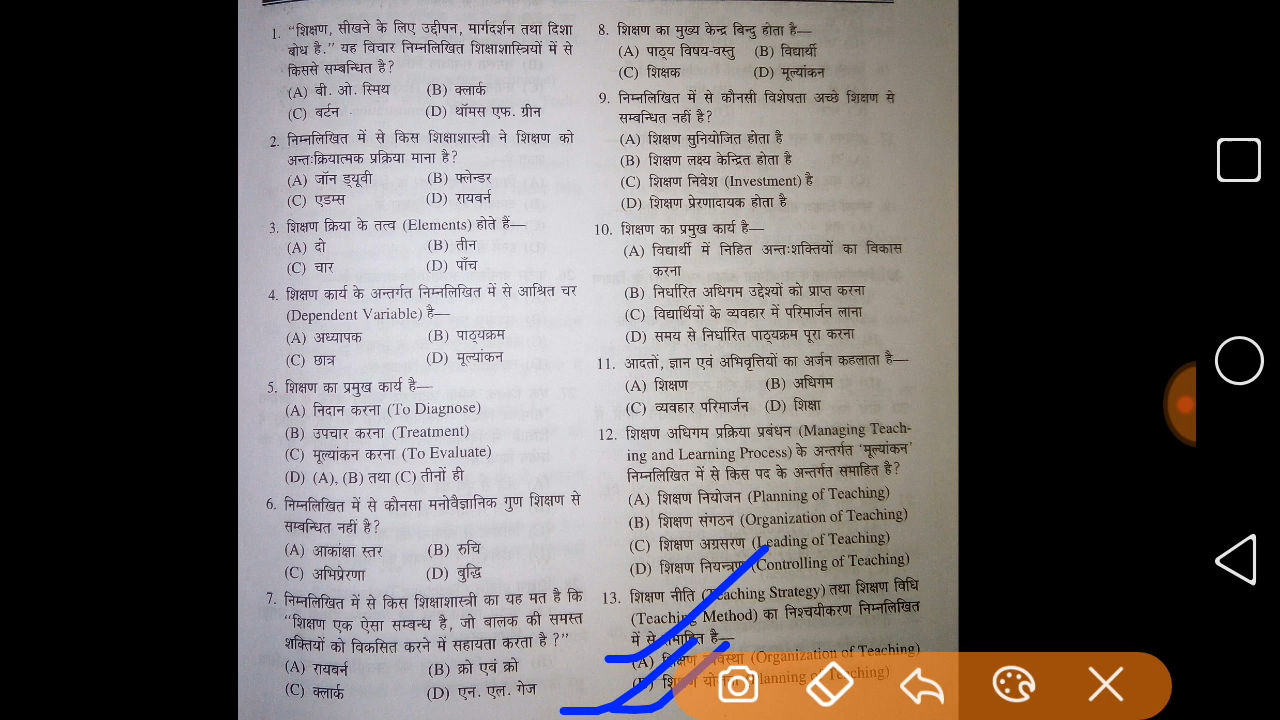 1. “शिक्षण, सीखने के लिए उद्दीपन, मार्गदर्शन तथा दिशा
बोध है.” यह विचार निम्नलिखित शिक्षाशास्त्रियों में से
किससे सम्बन्धित है?
(A) बी. ओ. स्मिथ (B) क्लार्क
(C) बर्टन (D) थॉमस एफ. ग्रीन
2. निम्नलिखित में से किस शिक्षाशास्त्री ने शिक्षण को
अन्तःक्रियात्मक प्रक्रिया माना है?
(A) जॉन ड्यूवी (B) फ्लेन्डर
(C) एडम्स (D) रायबर्न
3. शिक्षण क्रिया के तत्व (Elements) होते हैं—
(A) दो (B) तीन
(C) चार (D) पाँच
4. शिक्षण कार्य के अन्तर्गत निम्नलिखित में से आश्रित चर
(Dependent Variable) है—
(A) अध्यापक (B) पाठ्यक्रम
(C) छात्र (D) मूल्यांकन
5. शिक्षण का प्रमुख कार्य है—
(A) निदान करना (To Diagnose)
(B) उपचार करना (Treatment)
(C) मूल्यांकन करना (To Evaluate)
(D) (A), (B) तथा (C) तीनों ही
6. निम्नलिखित में से कौनसा मनोवैज्ञानिक गुण शिक्षण से
सम्बन्धित नहीं है?
(A) आकांक्षा स्तर (B) रुचि
(C) अभिप्रेरणा (D) बुद्धि
7. निम्नलिखित में से किस शिक्षाशास्त्री का यह मत है कि
“शिक्षण एक ऐसा सम्बन्ध है, जो बालक की समस्त
शक्तियों को विकसित करने में सहायता करता है?”
(A) रायबर्न (B) क्रो एवं क्रो
(C) क्लार्क (D) एन. एल. गेज
8. शिक्षण का मुख्य केन्द्र बिन्दु होता है—
(A) पाठ्य विषय-वस्तु (B) विद्यार्थी
(C) शिक्षक (D) मूल्यांकन
9. निम्नलिखित में से कौनसी विशेषता अच्छे शिक्षण से
सम्बन्धित नहीं है?
(A) शिक्षण सुनियोजित होता है
(B) शिक्षण लक्ष्य केन्द्रित होता है
(C) शिक्षण निवेश (Investment) है
(D) शिक्षण प्रेरणादायक होता है
10. शिक्षण का प्रमुख कार्य है—
(A) विद्यार्थी में निहित अन्तःशक्तियों का विकास
करना
(B) निर्धारित अधिगम उद्देश्यों को प्राप्त करना
(C) विद्यार्थियों के व्यवहार में परिमार्जन लाना
(D) समय से निर्धारित पाठ्यक्रम पूरा करना
11. आदतों, ज्ञान एवं अभिवृत्तियों का अर्जन कहलाता है—
(A) शिक्षण (B) अधिगम
(C) व्यवहार परिमार्जन (D) शिक्षा
12. शिक्षण अधिगम प्रक्रिया प्रबंधन (Managing Teach-
ing and Learning Process) के अन्तर्गत ‘मूल्यांकन’
निम्नलिखित में से किस पद के अन्तर्गत समाहित है?
(A) शिक्षण नियोजन (Planning of Teaching)
(B) शिक्षण संगठन (Organization of Teaching)
(C) शिक्षण अग्रसरण (Leading of Teaching)
(D) शिक्षण नियन्त्रण (Controlling of Teaching)
13. शिक्षण नीति (Teaching Strategy) तथा शिक्षण विधि
(Teaching Method) का निश्चयीकरण निम्नलिखित
में से समाहित है—
(A) शिक्षण व्यवस्था (Organization of Teaching)
(B) शिक्षण योजना (Planning of Teaching)